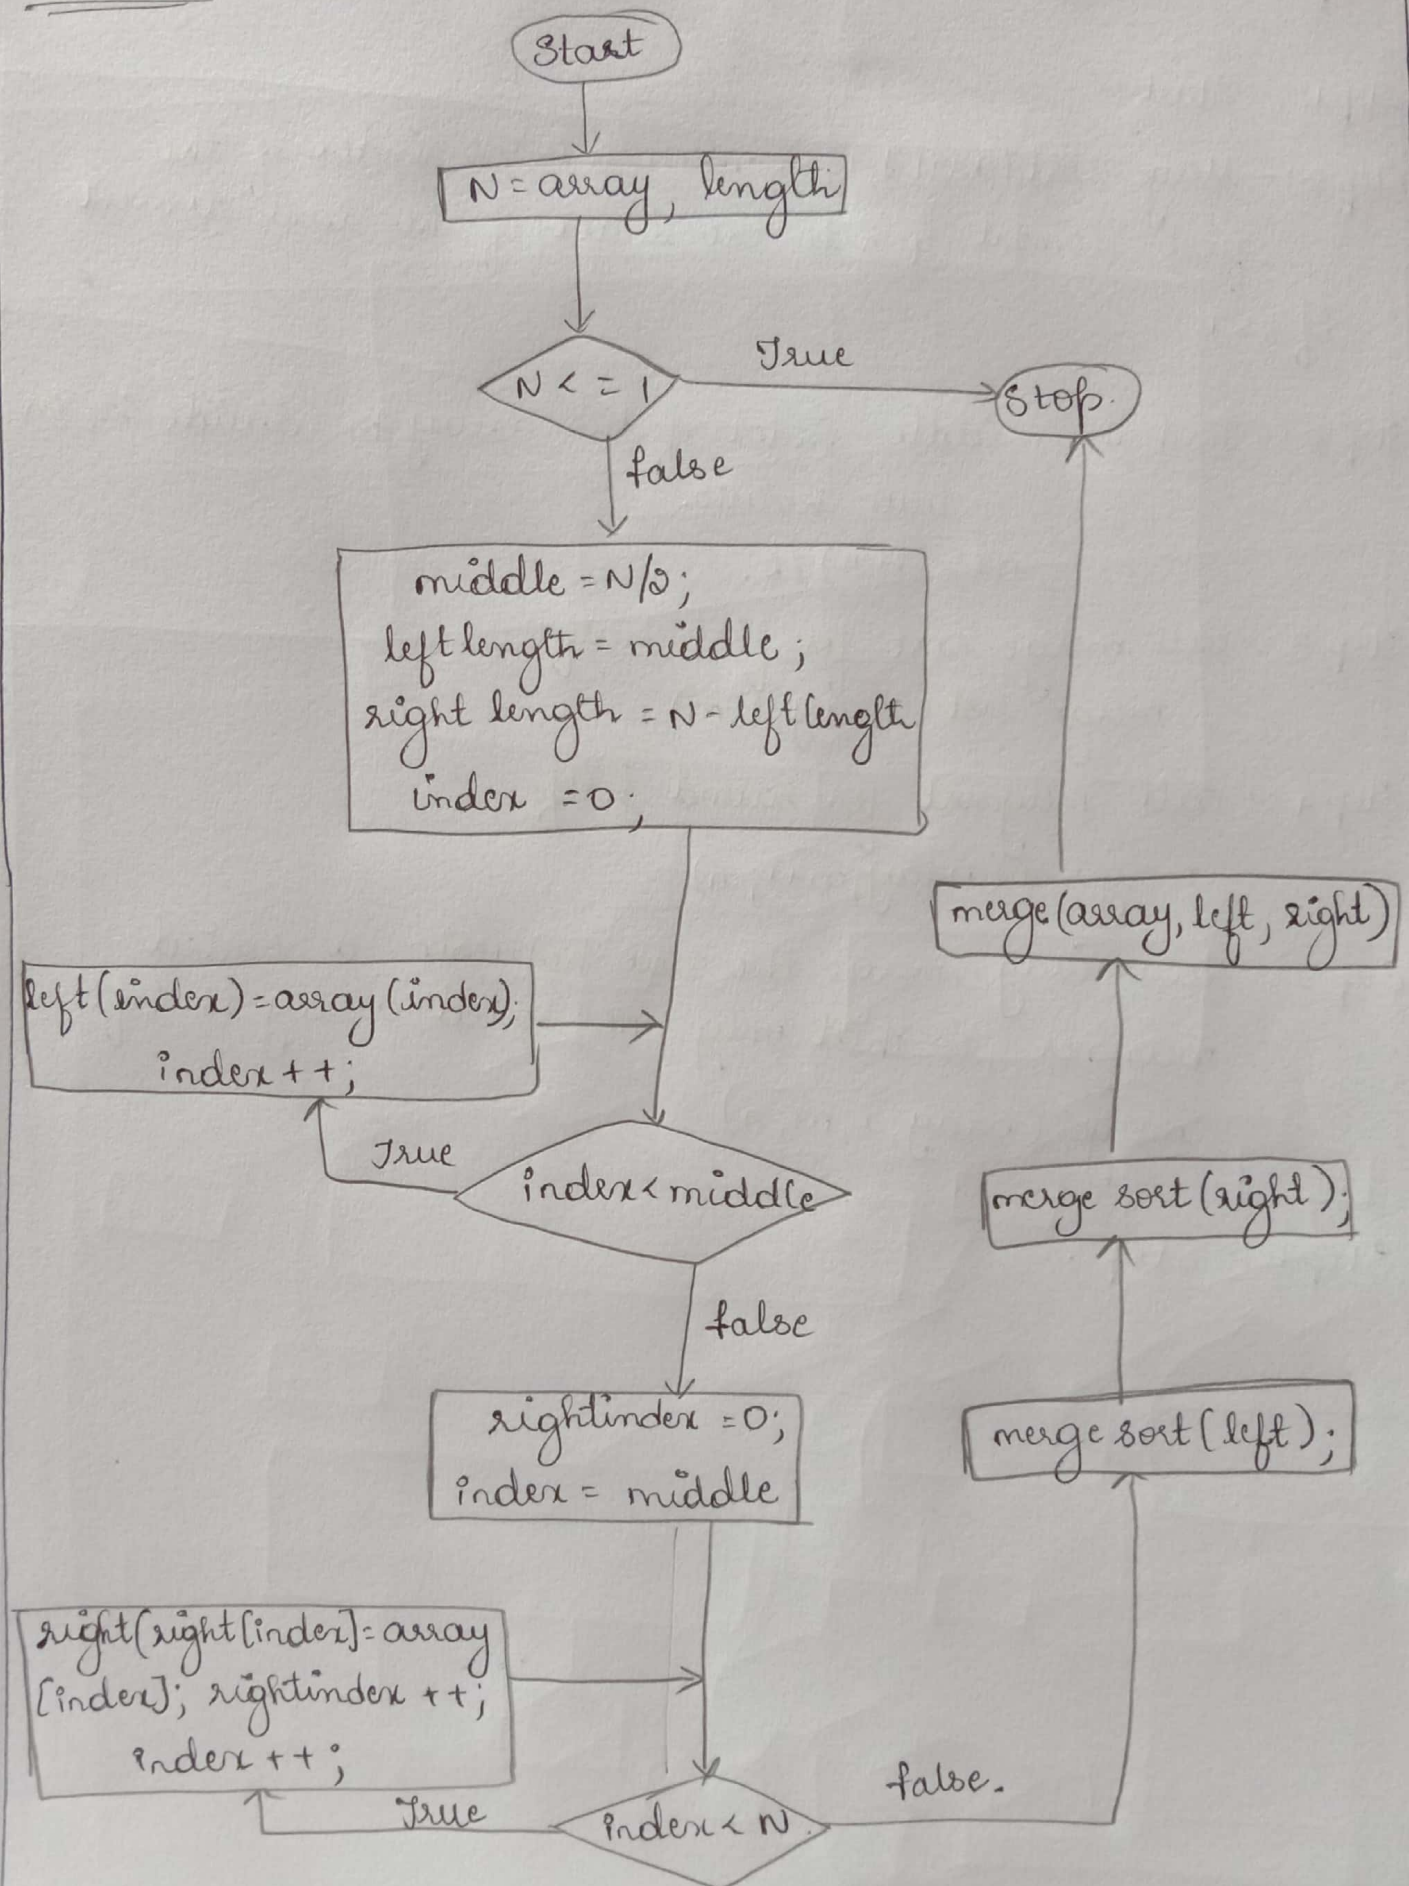 Start
N = array, length
N <= 1
True
Stop.
false
middle = N/2;
left length = middle;
right length = N - left length
index = 0;
merge (array, left, right)
left (index) = array (index);
index ++;
True
index < middle
merge sort (right);
false
rightindex = 0;
index = middle
merge sort ( left );
right( right [index] = array
[index]; rightindex ++;
index ++;
True
index < N
false.